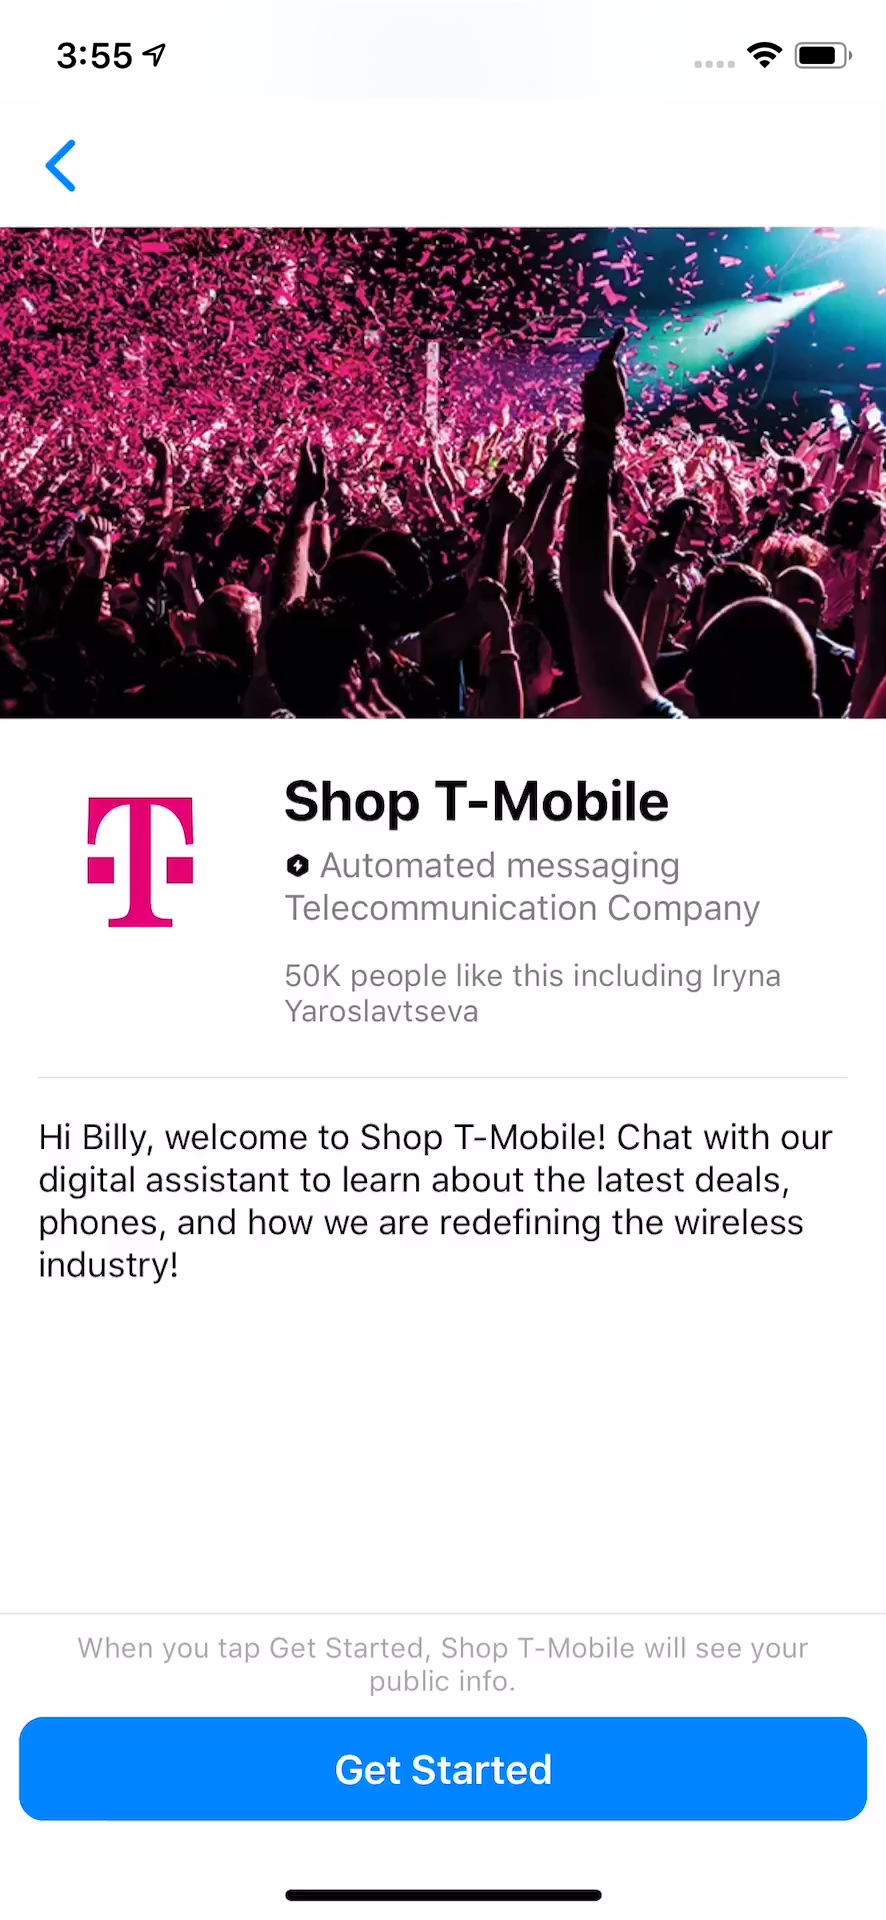 3:55
Shop T-Mobile
Automated messaging
Telecommunication Company
50K people like this including Iryna
Yaroslavtseva
Hi Billy, welcome to Shop T-Mobile! Chat with our
digital assistant to learn about the latest deals,
phones, and how we are redefining the wireless
industry!
When you tap Get Started, Shop T-Mobile will see your
public info.
Get Started